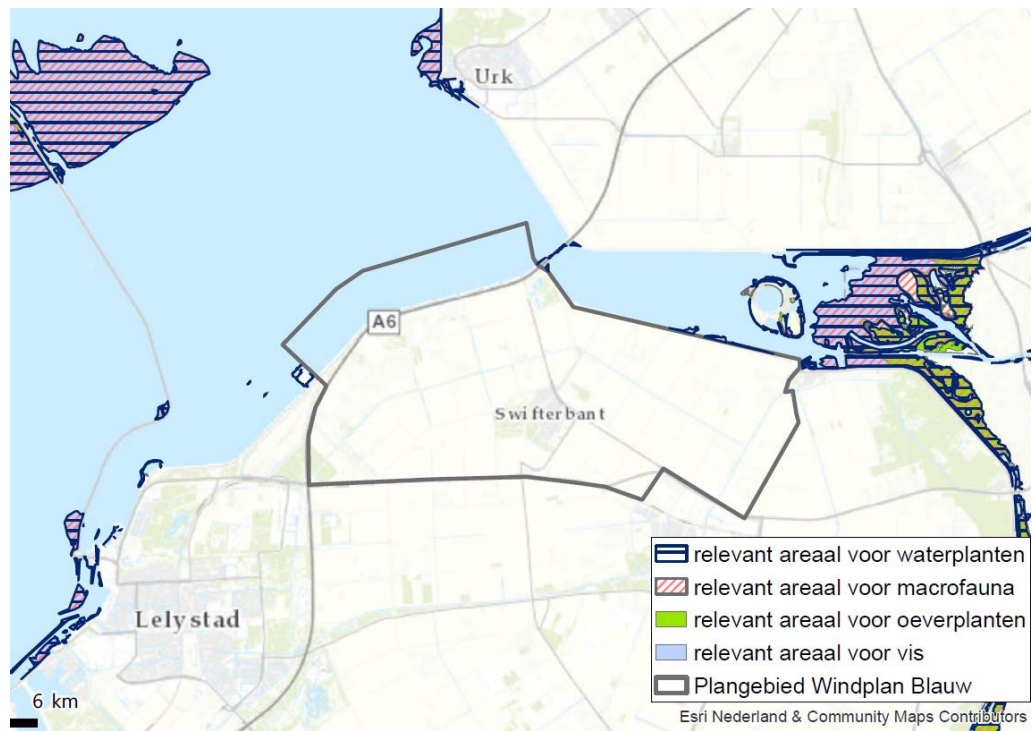 Urk
A6
Swifterbant
Lelystad
relevant areaal voor waterplanten
relevant areaal voor macrofauna
relevant areaal voor oeverplanten
relevant areaal voor vis
Plangebied Windplan Blauw
6 km
Esri Nederland & Community Maps Contributors